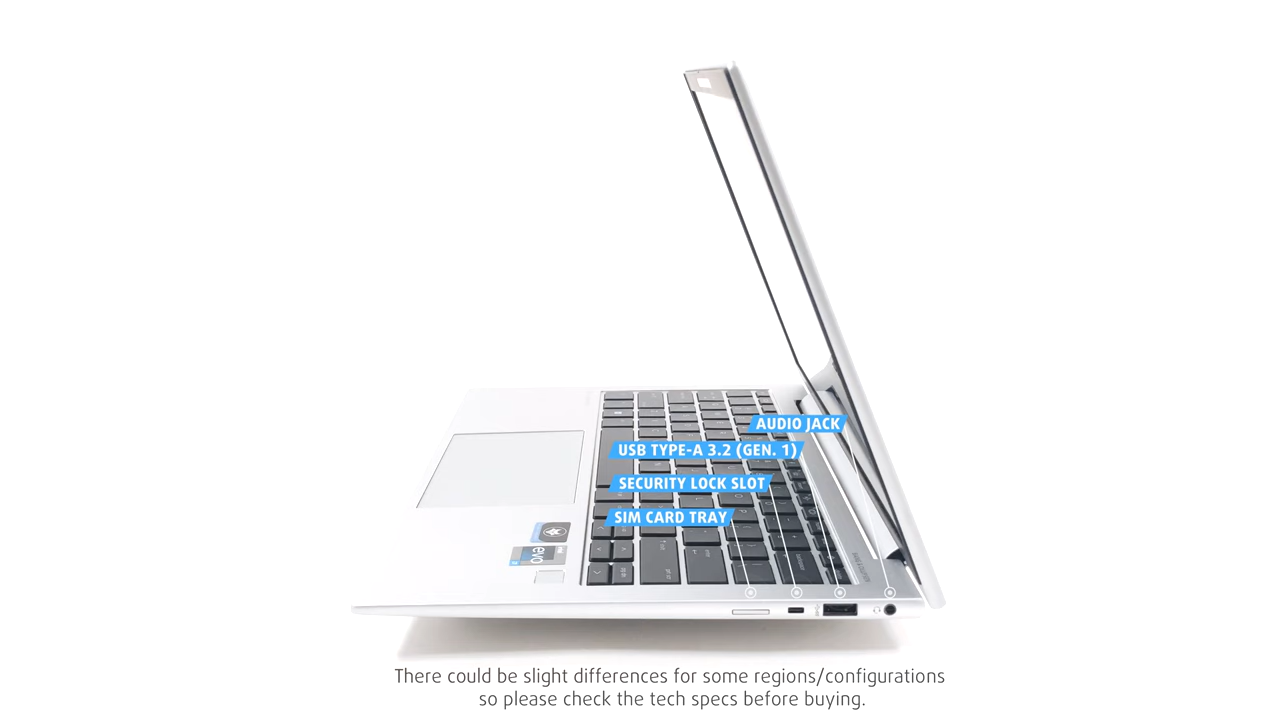 AUDIO JACK
USB TYPE-A 3.2 (GEN. 1)
SECURITY LOCK SLOT
SIM CARD TRAY
evo
There could be slight differences for some regions/configurations
so please check the tech specs before buying.